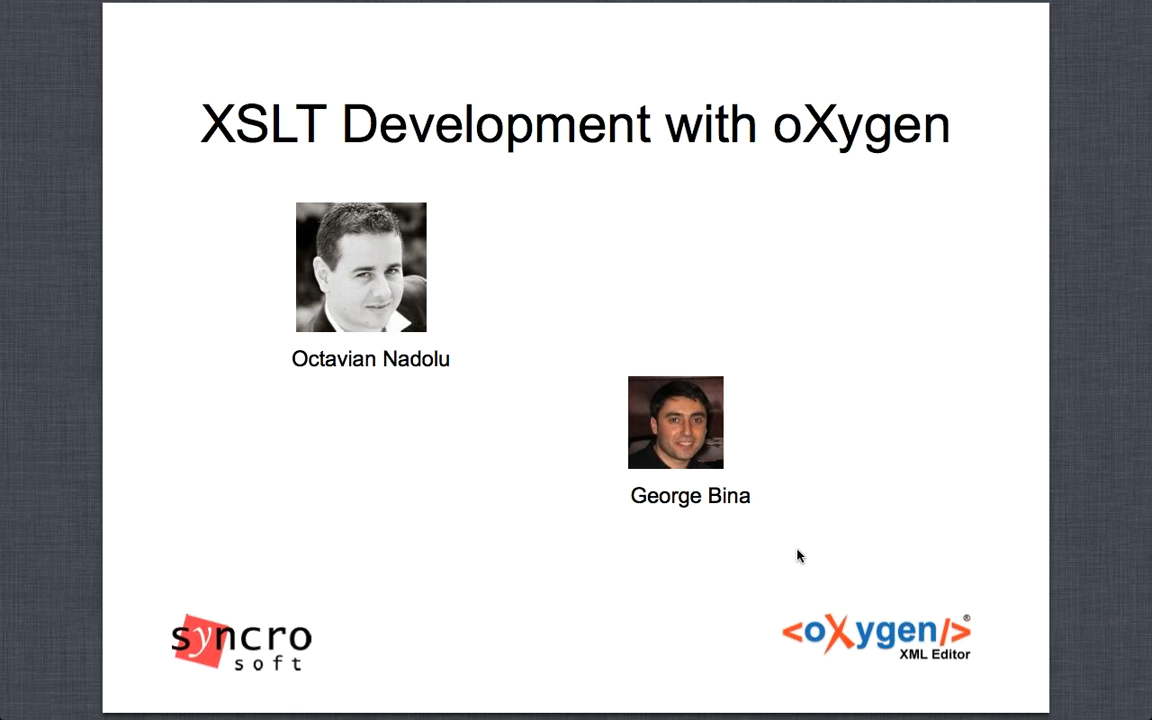 XSLT Development with oXygen
Octavian Nadolu
George Bina
syncro
soft
<oXygen/>®
XML Editor